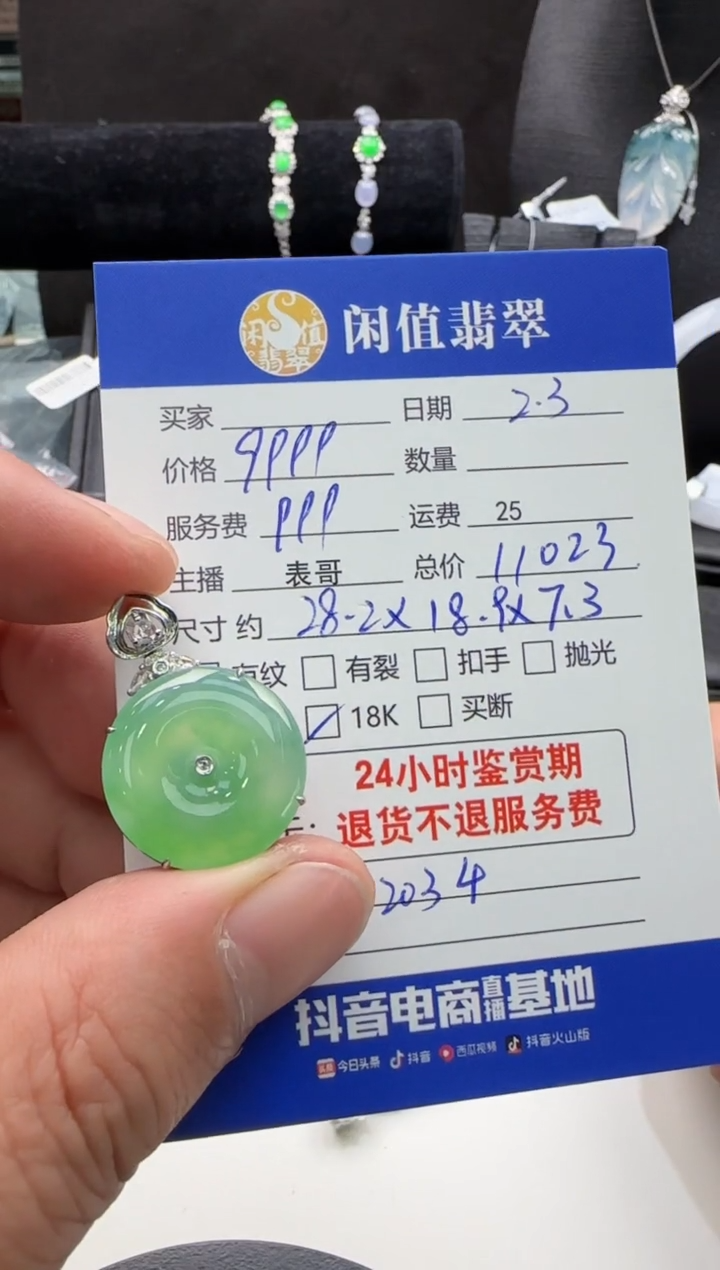 闲值翡翠
闲值翡翠
买家 日期 2.3
价格 9999 数量
服务费 999 运费 25
主播 表哥 总价 11023
尺寸 约 28.2x18.9x7.3
有纹 有裂 扣手 抛光
18K 买断
24小时鉴赏期
退货不退服务费
2034
抖音电商直播基地
今日头条 抖音 西瓜视频 抖音火山版